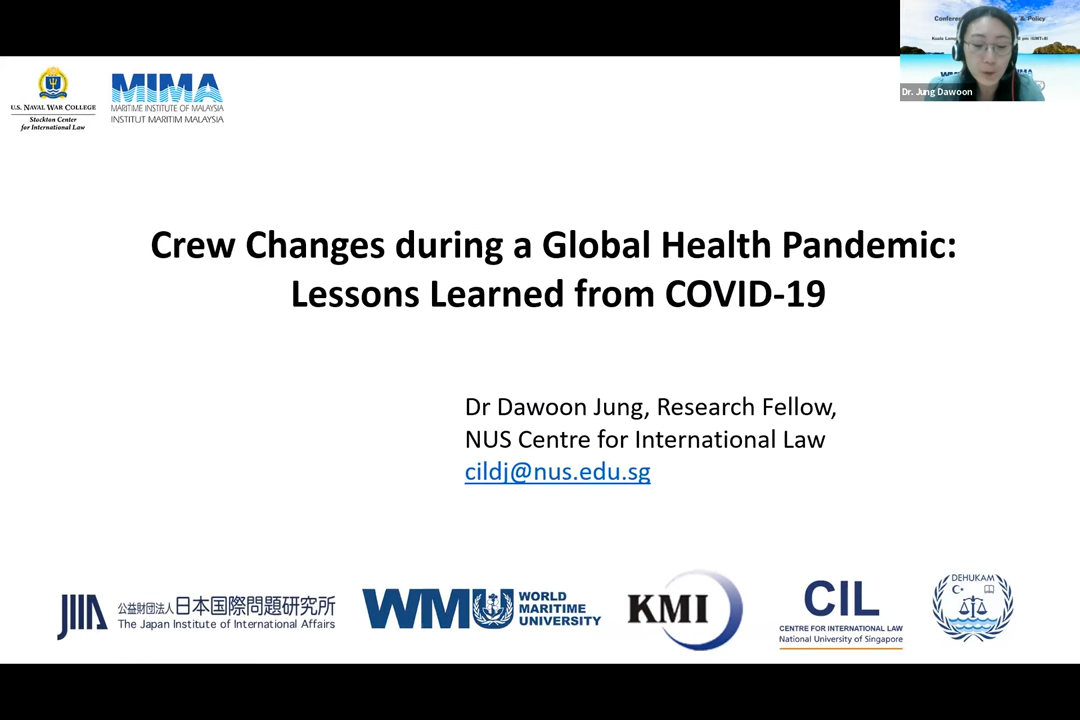 U.S. NAVAL WAR COLLEGE
Stockton Center
for International Law
MIMA
MARITIME INSTITUTE OF MALAYSIA
INSTITUT MARITIM MALAYSIA
Dr. Jung Dawoon
Crew Changes during a Global Health Pandemic:
Lessons Learned from COVID-19
Dr Dawoon Jung, Research Fellow,
NUS Centre for International Law
cildj@nus.edu.sg
JIIA
公益財団法人日本国際問題研究所
The Japan Institute of International Affairs
WMU
WORLD
MARITIME
UNIVERSITY
KMI
CIL
CENTRE FOR INTERNATIONAL LAW
National University of Singapore
DEHUKAM